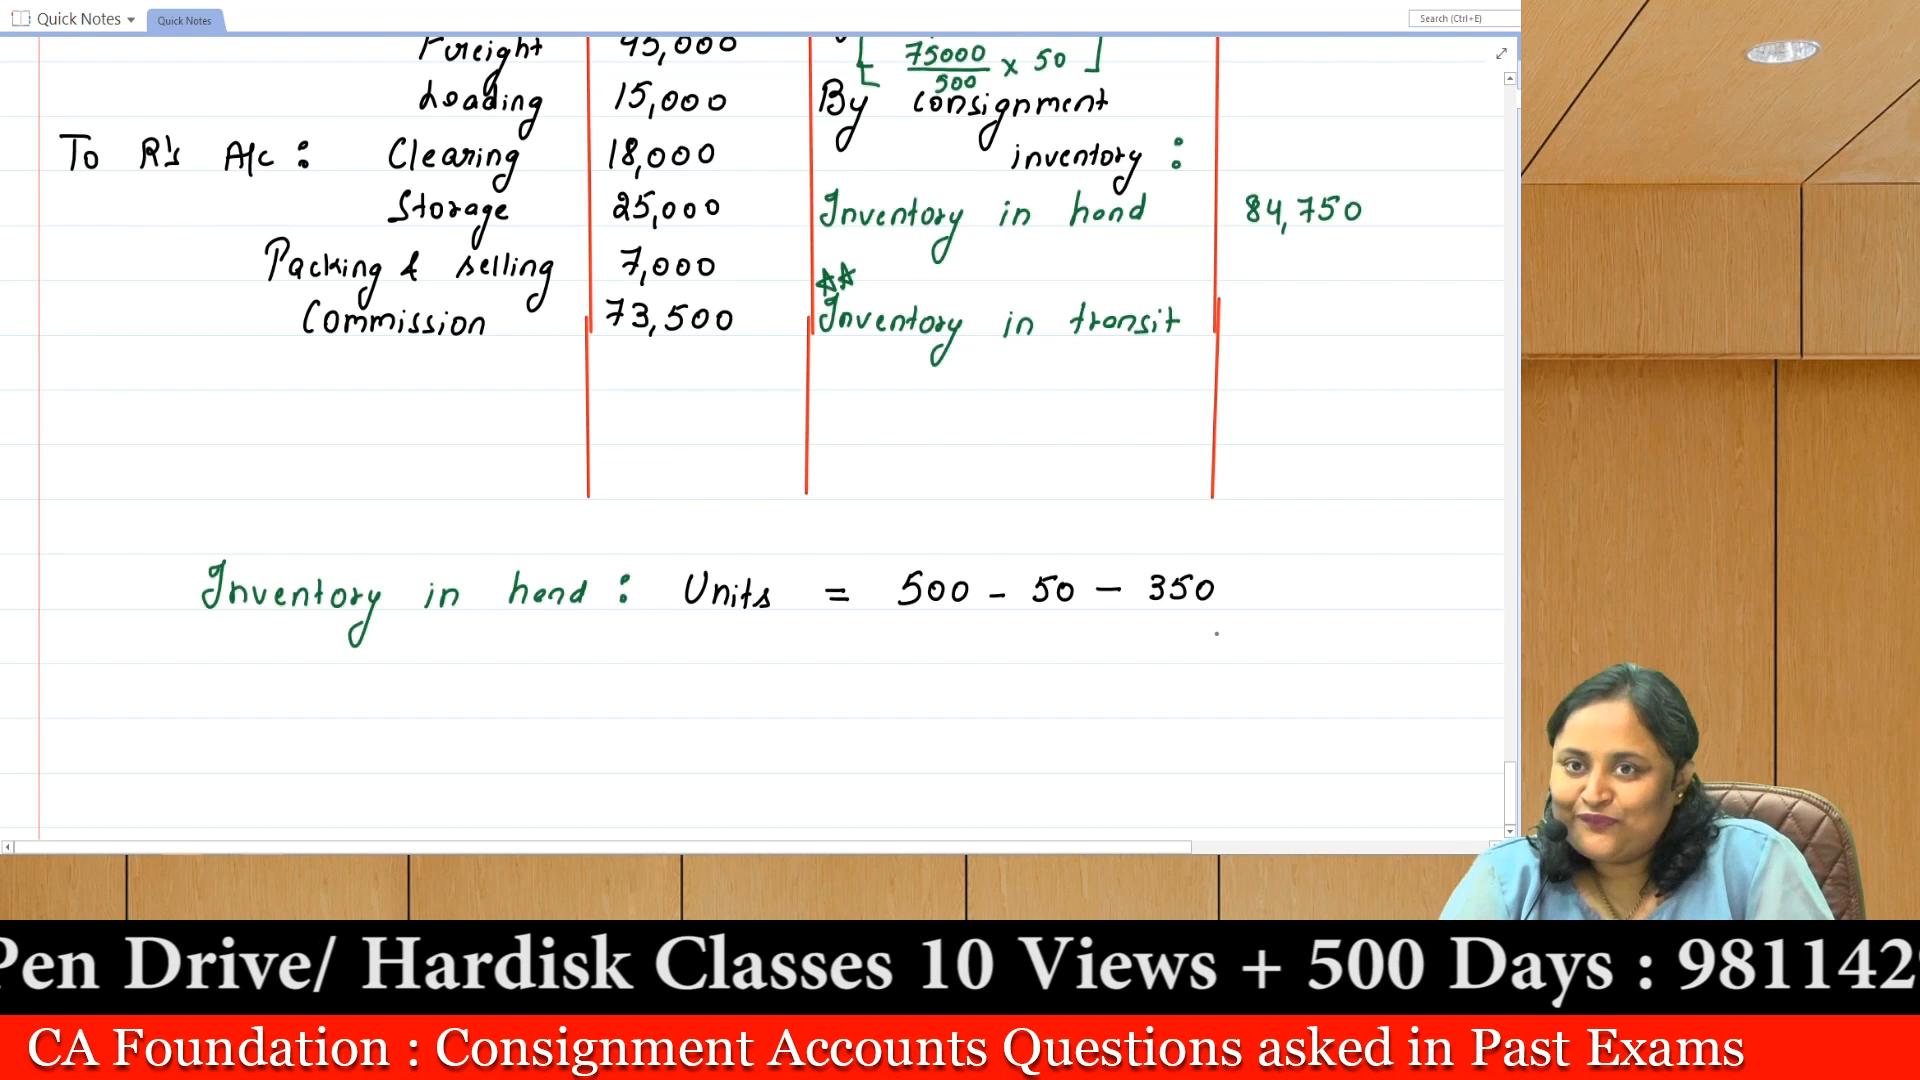 Quick Notes
Quick Notes
Search (Ctrl+E)
Freight 45,000 [ 75000/500 × 50 ]
Loading 15,000 By consignment
To R's A/c : Clearing 18,000 inventory :
Storage 25,000 Inventory in hand 84,750
Packing & selling 7,000
Commission 73,500 Inventory in transit
Inventory in hand : Units = 500 - 50 - 350
Pen Drive/ Hardisk Classes 10 Views + 500 Days : 981142
CA Foundation : Consignment Accounts Questions asked in Past Exams